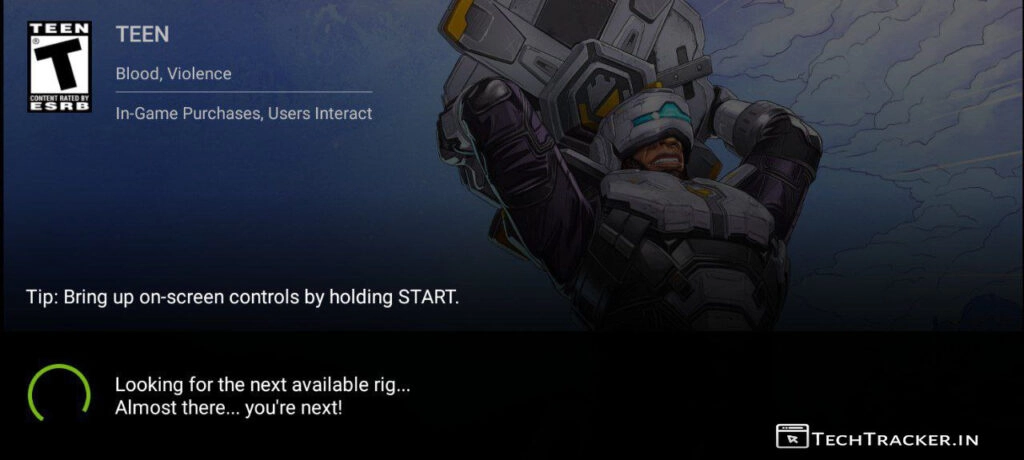 TEEN
T
®
CONTENT RATED BY
ESRB
TEEN
Blood, Violence
In-Game Purchases, Users Interact
Tip: Bring up on-screen controls by holding START.
Looking for the next available rig...
Almost there... you're next!
TECHTRACKER.IN